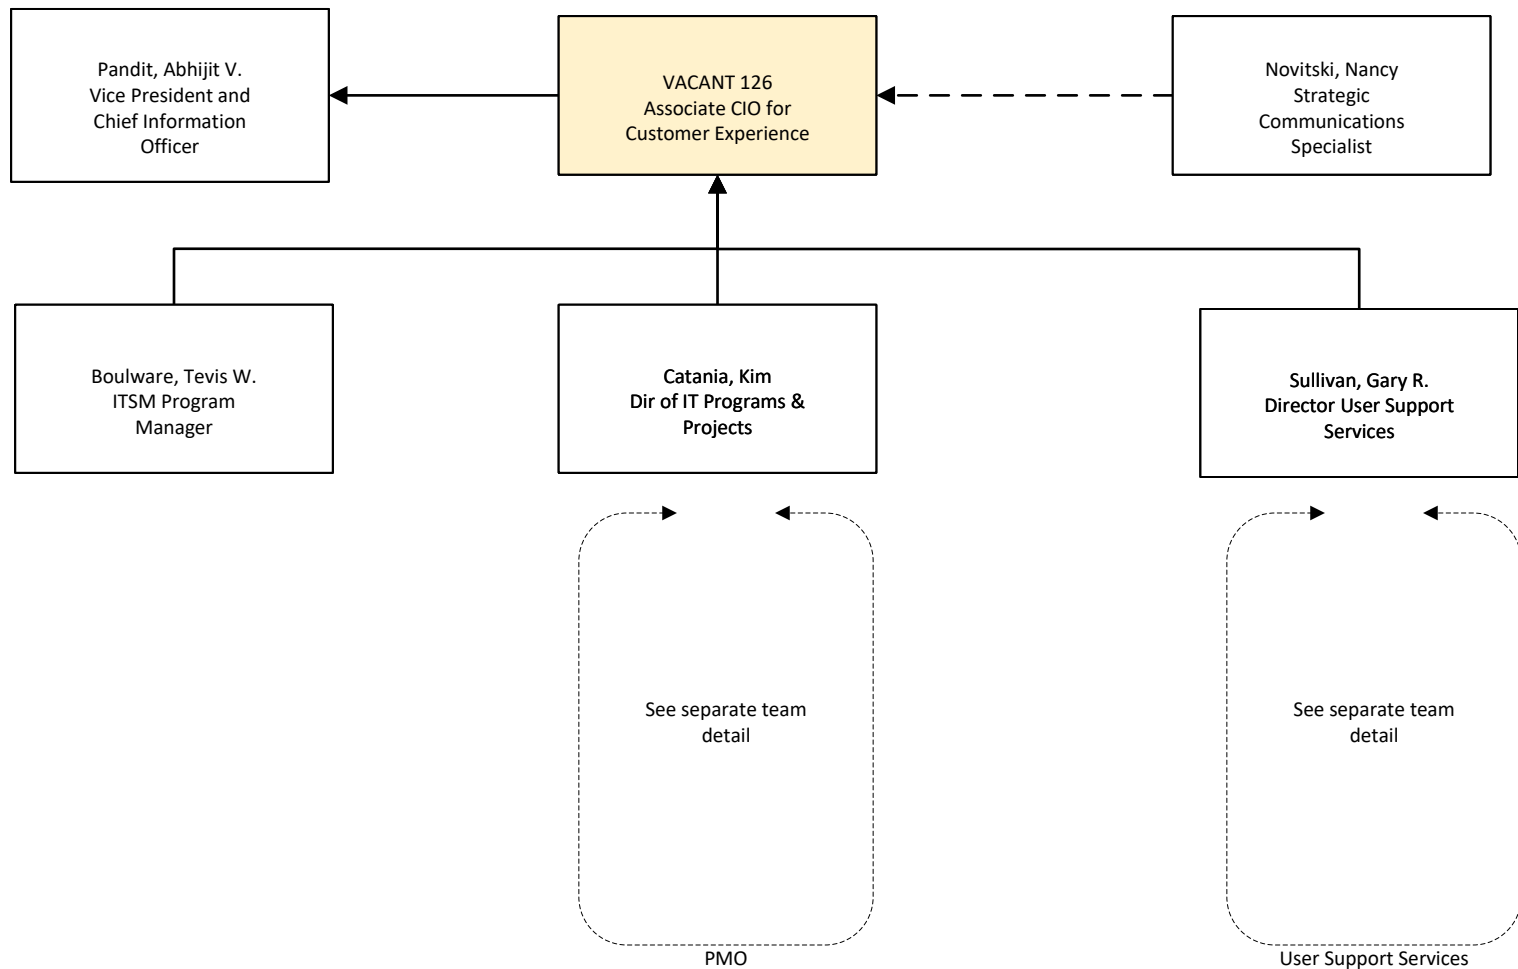 Pandit, Abhijit V.
Vice President and
Chief Information
Officer
VACANT 126
Associate CIO for
Customer Experience
Novitski, Nancy
Strategic
Communications
Specialist
Boulware, Tevis W.
ITSM Program
Manager
Catania, Kim
Dir of IT Programs &
Projects
Sullivan, Gary R.
Director User Support
Services
See separate team
detail
See separate team
detail
PMO
User Support Services